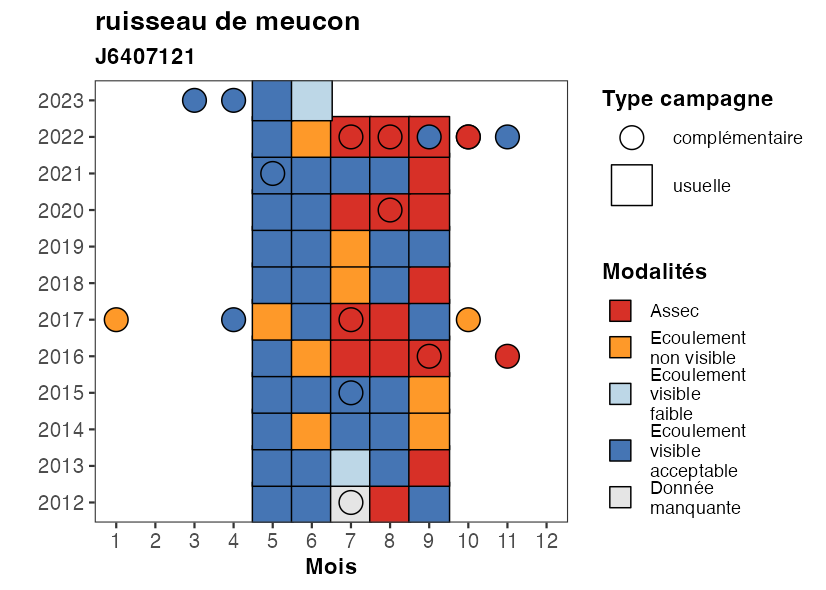 ruisseau de meucon
J6407121
2023
2022
2021
2020
2019
2018
2017
2016
2015
2014
2013
2012
1 2 3 4 5 6 7 8 9 10 11 12
Mois
Type campagne
complémentaire
usuelle
Modalités
Assec
Ecoulement
non visible
Ecoulement
visible
faible
Ecoulement
visible
acceptable
Donnée
manquante